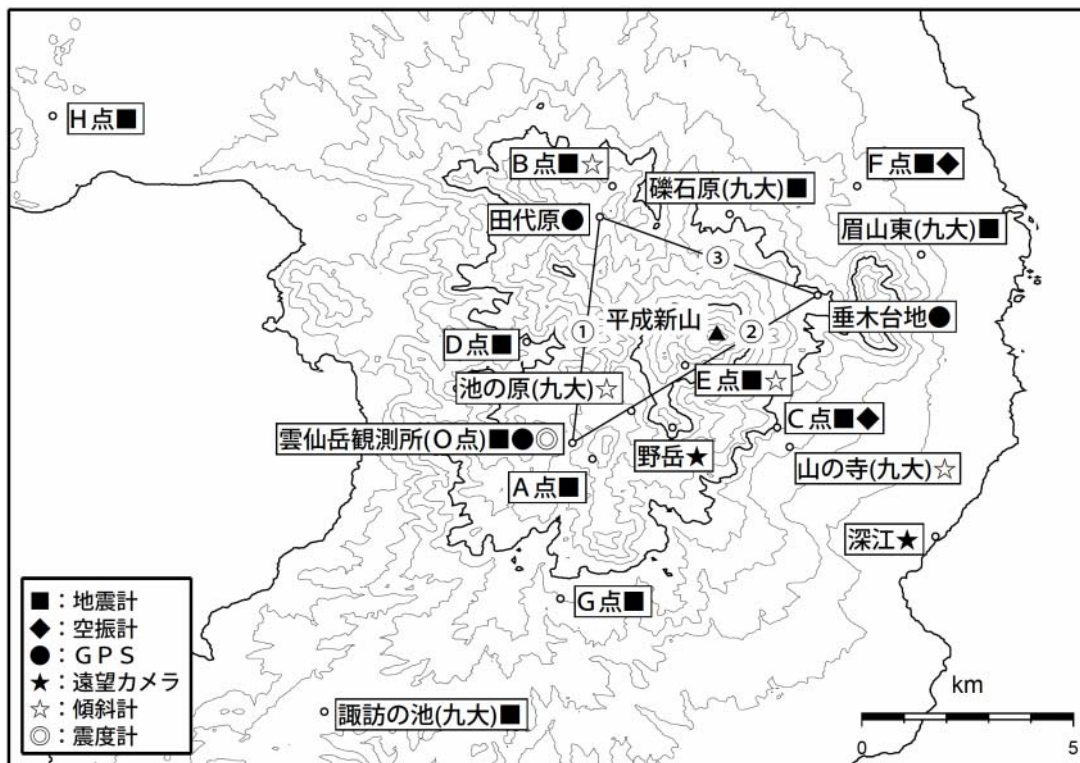 H点■
B点■☆
F点■◆
礫石原(九大)■
田代原●
眉山東(九大)■
③
平成新山▲
①
②
垂木台地●
D点■
池の原(九大)☆
E点■☆
C点■◆
雲仙岳観測所(O点)■●◎
野岳★
山の寺(九大)☆
A点■
深江★
G点■
諏訪の池(九大)■
■:地震計
◆:空振計
●:GPS
★:遠望カメラ
☆:傾斜計
◎:震度計
km
0 5